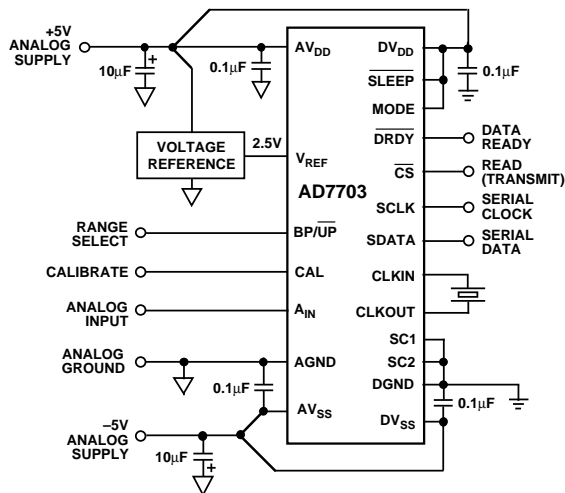 +5V
ANALOG
SUPPLY
10µF
+
0.1µF
AVDD
DVDD
0.1µF
SLEEP
MODE
VOLTAGE
REFERENCE
2.5V
VREF
DRDY
DATA
READY
CS
READ
(TRANSMIT)
AD7703
RANGE
SELECT
BP/UP
SCLK
SERIAL
CLOCK
SDATA
SERIAL
DATA
CALIBRATE
CAL
CLKIN
ANALOG
INPUT
AIN
CLKOUT
ANALOG
GROUND
AGND
SC1
SC2
DGND
0.1µF
AVSS
0.1µF
DVSS
–5V
ANALOG
SUPPLY
10µF
+